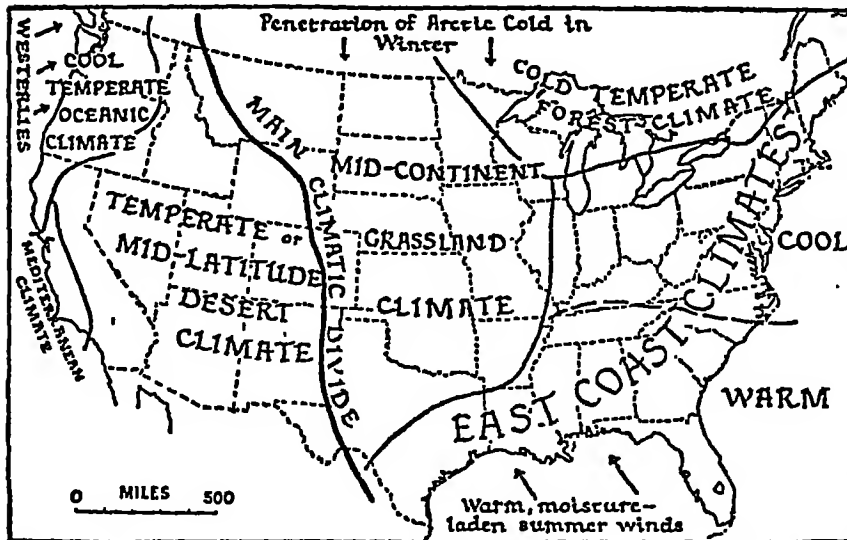 Penetration of Arctic Cold in
Winter
WESTERLIES
COOL
TEMPERATE
OCEANIC
CLIMATE
COLD TEMPERATE
FOREST CLIMATE
MAIN CLIMATIC DIVIDE
MID-CONTINENT
GRASSLAND
CLIMATE
TEMPERATE or
MID-LATITUDE
DESERT
CLIMATE
MEDITERRANEAN
CLIMATE
EAST COAST CLIMATES
COOL
WARM
0 MILES 500
Warm, moisture-
laden summer winds